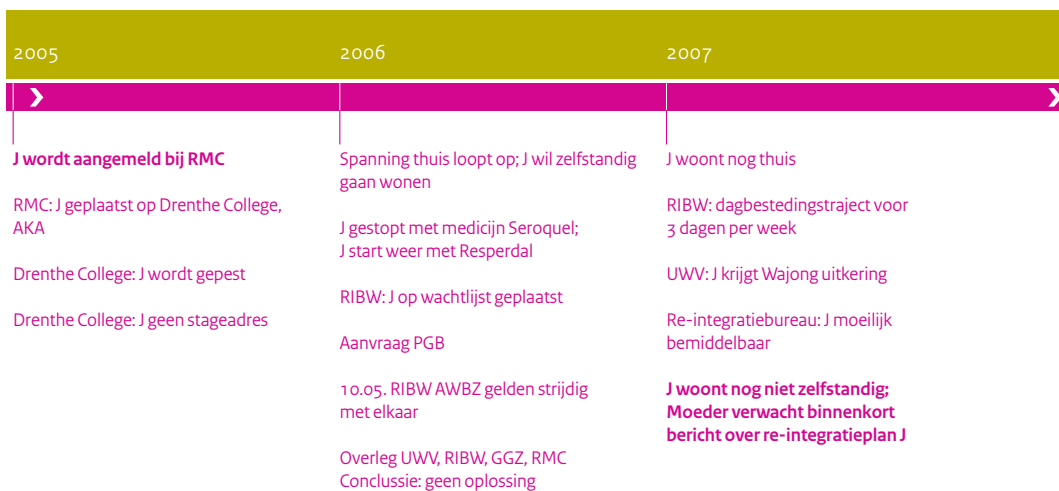 2005
J wordt aangemeld bij RMC
RMC: J geplaatst op Drenthe College,
AKA
Drenthe College: J wordt gepest
Drenthe College: J geen stageadres
2006
Spanning thuis loopt op; J wil zelfstandig
gaan wonen
J gestopt met medicijn Seroquel;
J start weer met Resperdal
RIBW: J op wachtlijst geplaatst
Aanvraag PGB
10.05. RIBW AWBZ gelden strijdig
met elkaar
Overleg UWV, RIBW, GGZ, RMC
Conclussie: geen oplossing
2007
J woont nog thuis
RIBW: dagbestedingstraject voor
3 dagen per week
UWV: J krijgt Wajong uitkering
Re-integratiebureau: J moeilijk
bemiddelbaar
J woont nog niet zelfstandig;
Moeder verwacht binnenkort
bericht over re-integratieplan J